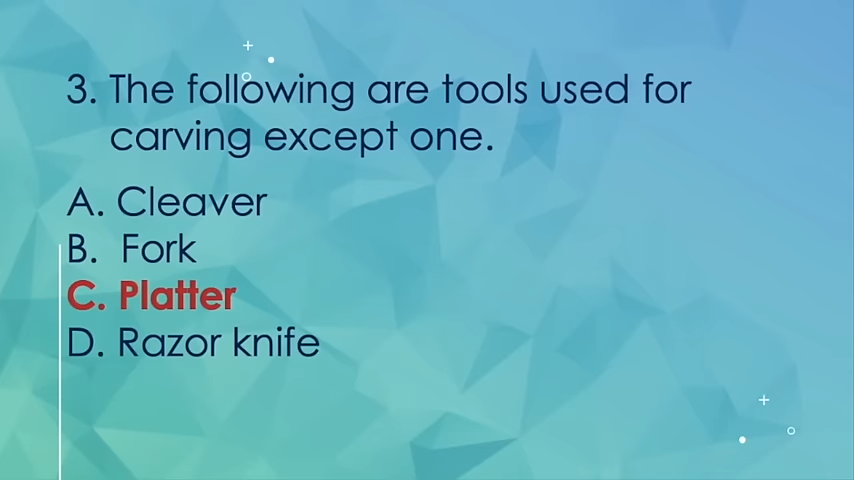 3. The following are tools used for
carving except one.
A. Cleaver
B. Fork
C. Platter
D. Razor knife